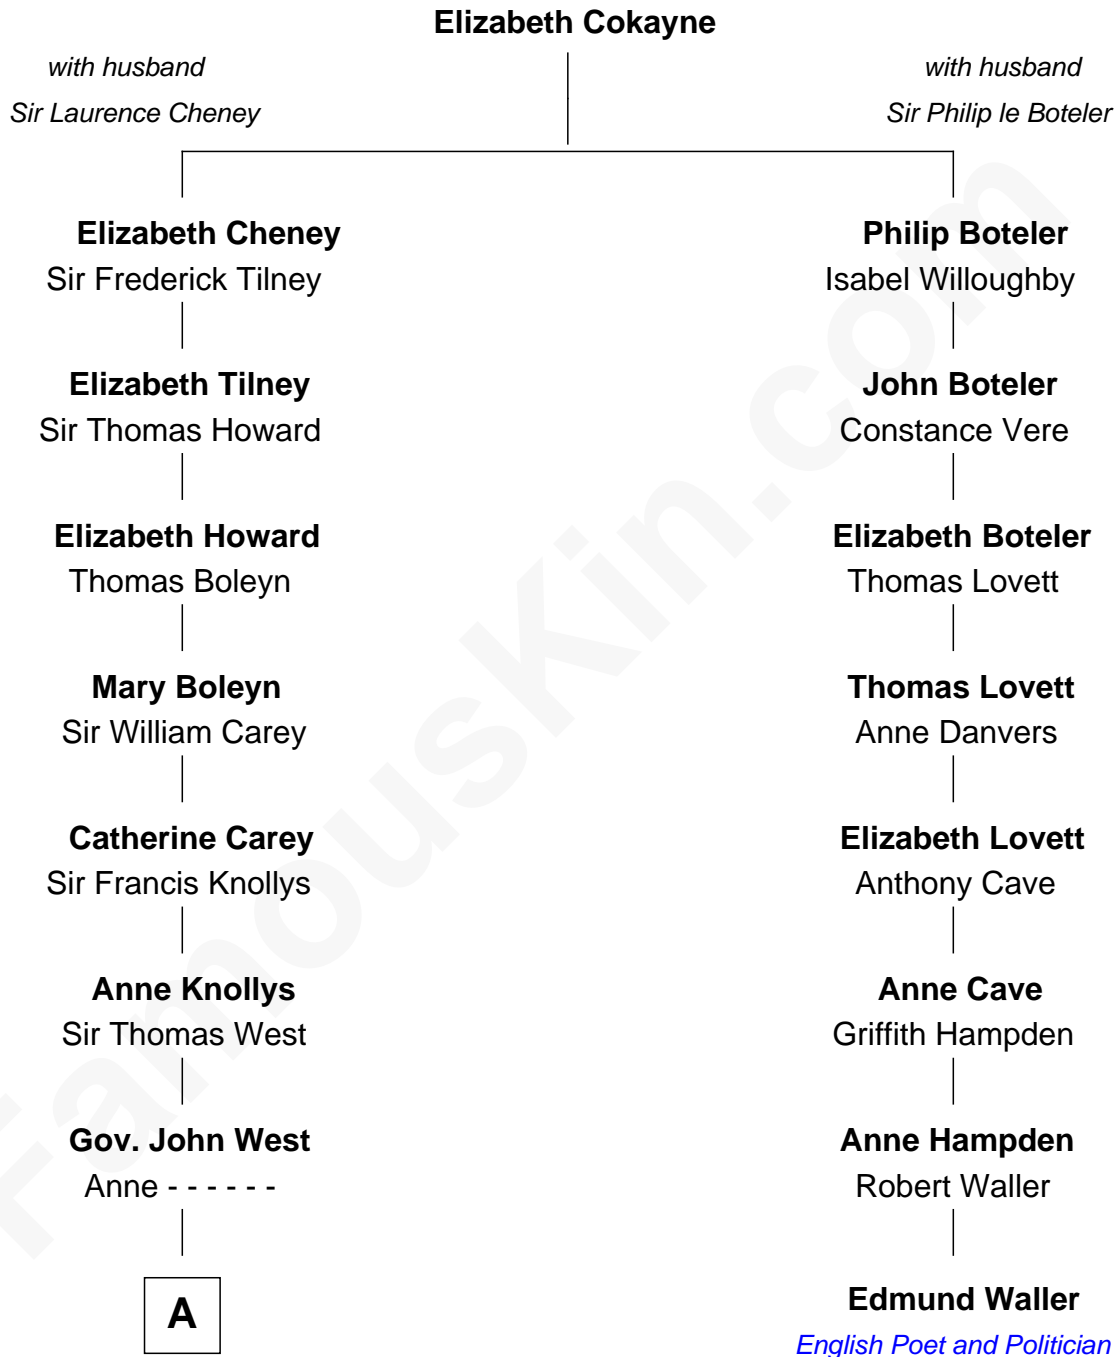 Elizabeth Cokayne
with husband
Sir Laurence Cheney
with husband
Sir Philip le Boteler
Elizabeth Cheney
Sir Frederick Tilney
Philip Boteler
Isabel Willoughby
Elizabeth Tilney
Sir Thomas Howard
John Boteler
Constance Vere
Elizabeth Howard
Thomas Boleyn
Elizabeth Boteler
Thomas Lovett
Mary Boleyn
Sir William Carey
Thomas Lovett
Anne Danvers
Catherine Carey
Sir Francis Knollys
Elizabeth Lovett
Anthony Cave
Anne Knollys
Sir Thomas West
Anne Cave
Griffith Hampden
Gov. John West
Anne - - - - - -
Anne Hampden
Robert Waller
A
Edmund Waller
English Poet and Politician
FamousKin.com